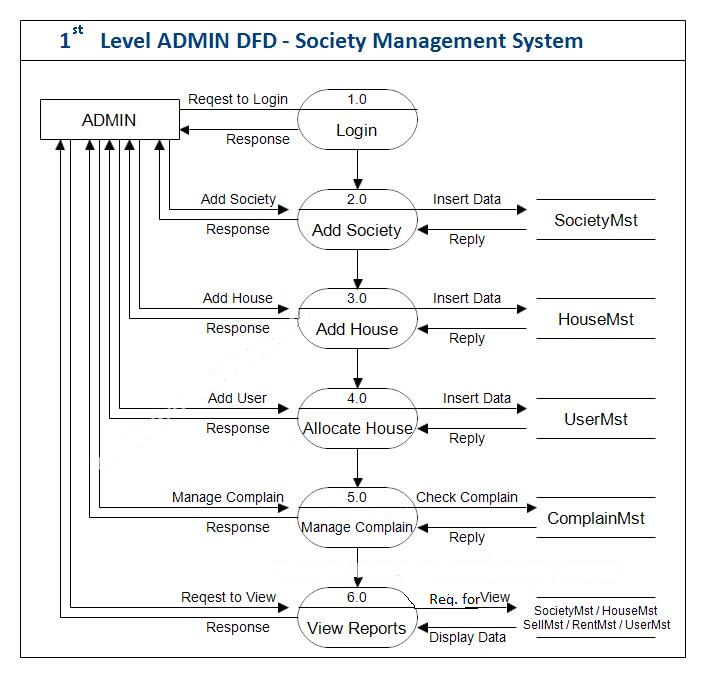 1st Level ADMIN DFD - Society Management System
Reqest to Login
1.0
ADMIN
Login
Response
2.0
Add Society
Insert Data
Add Society
SocietyMst
Response
Reply
3.0
Add House
Insert Data
Add House
HouseMst
Response
Reply
4.0
Add User
Insert Data
Allocate House
UserMst
Response
Reply
5.0
Manage Complain
Check Complain
Manage Complain
ComplainMst
Response
Reply
6.0
Reqest to View
Req. for View
SocietyMst / HouseMst
View Reports
SellMst / RentMst / UserMst
Response
Display Data